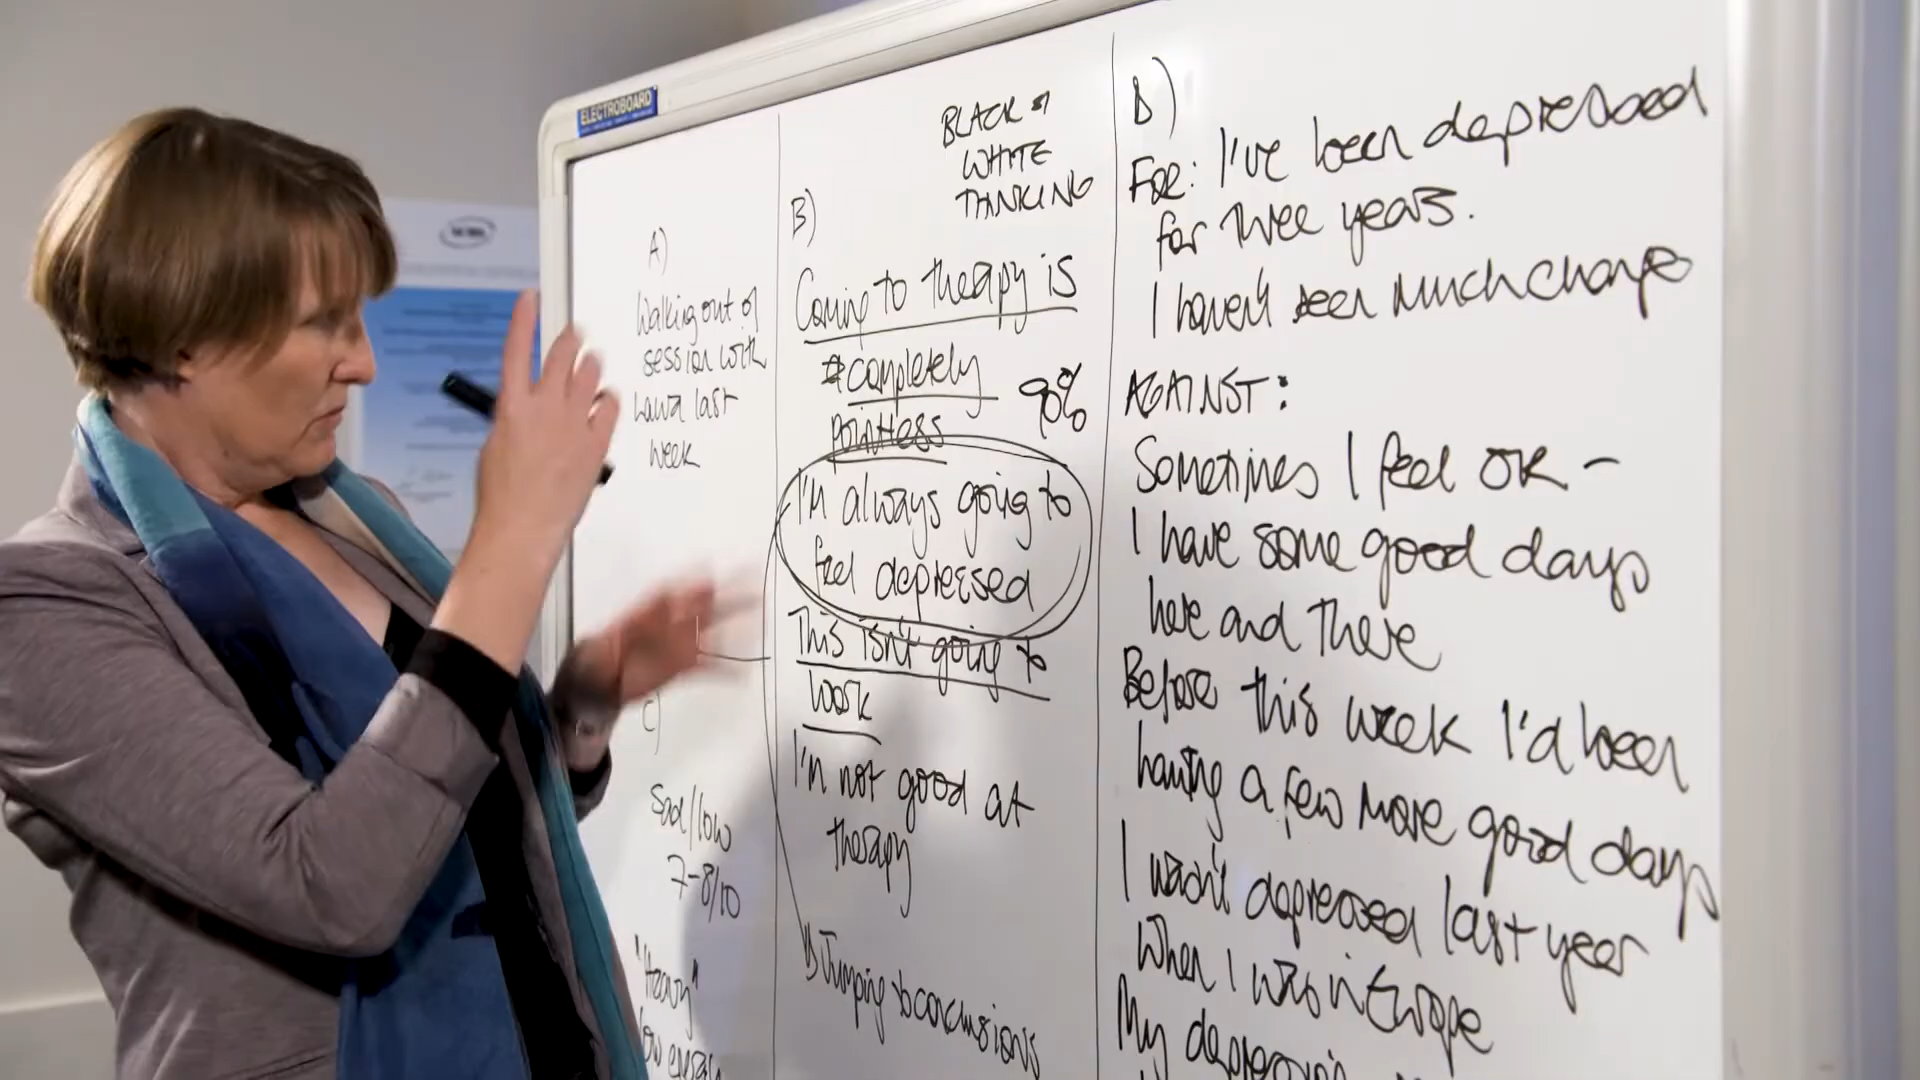 ELECTROBOARD
A)
Walking out of
session with
Laura last
week
C)
Sad/low
7-8/10
"Heavy"
low energy
BLACK &
WHITE
THINKING
B)
Coming to therapy is
completely
pointless
90%
I'm always going to
feel depressed
This isn't going to
work
I'm not good at
therapy
Jumping to conclusions
D)
FOR: I've been depressed
for three years.
I haven't seen much change
AGAINST:
Sometimes I feel OK -
I have some good days
here and there
Before this week I'd been
having a few more good days
I wasn't depressed last year
when I was in Europe
My depression